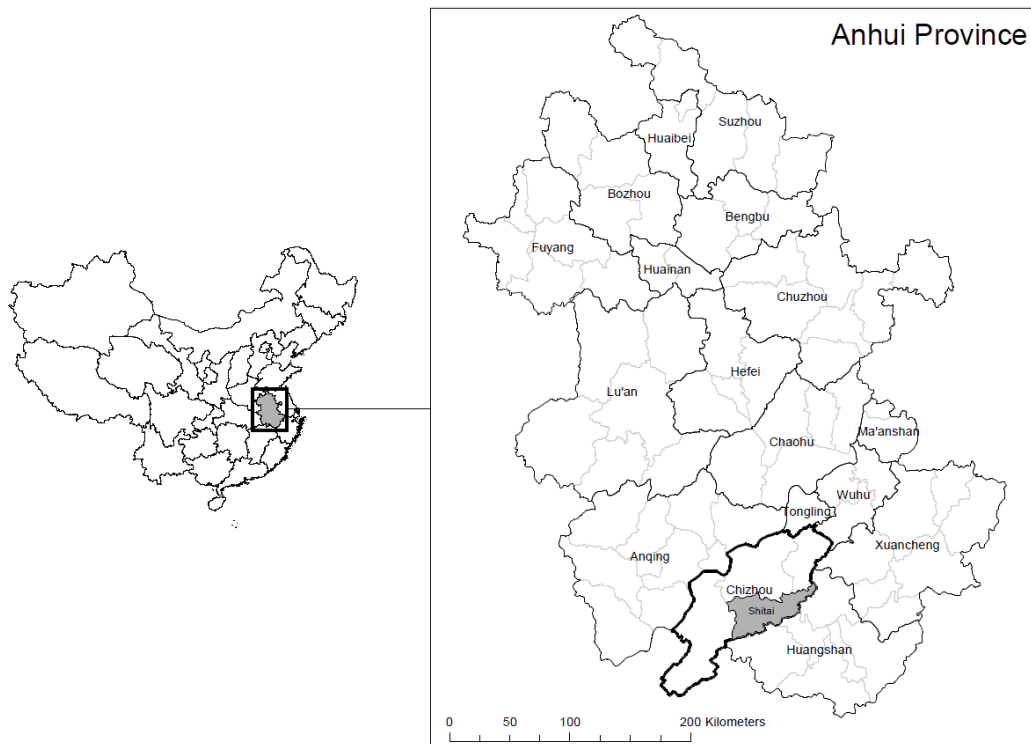 Anhui Province
Suzhou
Huaibei
Bozhou
Bengbu
Fuyang
Huainan
Chuzhou
Hefei
Lu'an
Ma'anshan
Chaohu
Wuhu
Tongling
Xuancheng
Anqing
Chizhou
Shitai
Huangshan
0 50 100 200 Kilometers